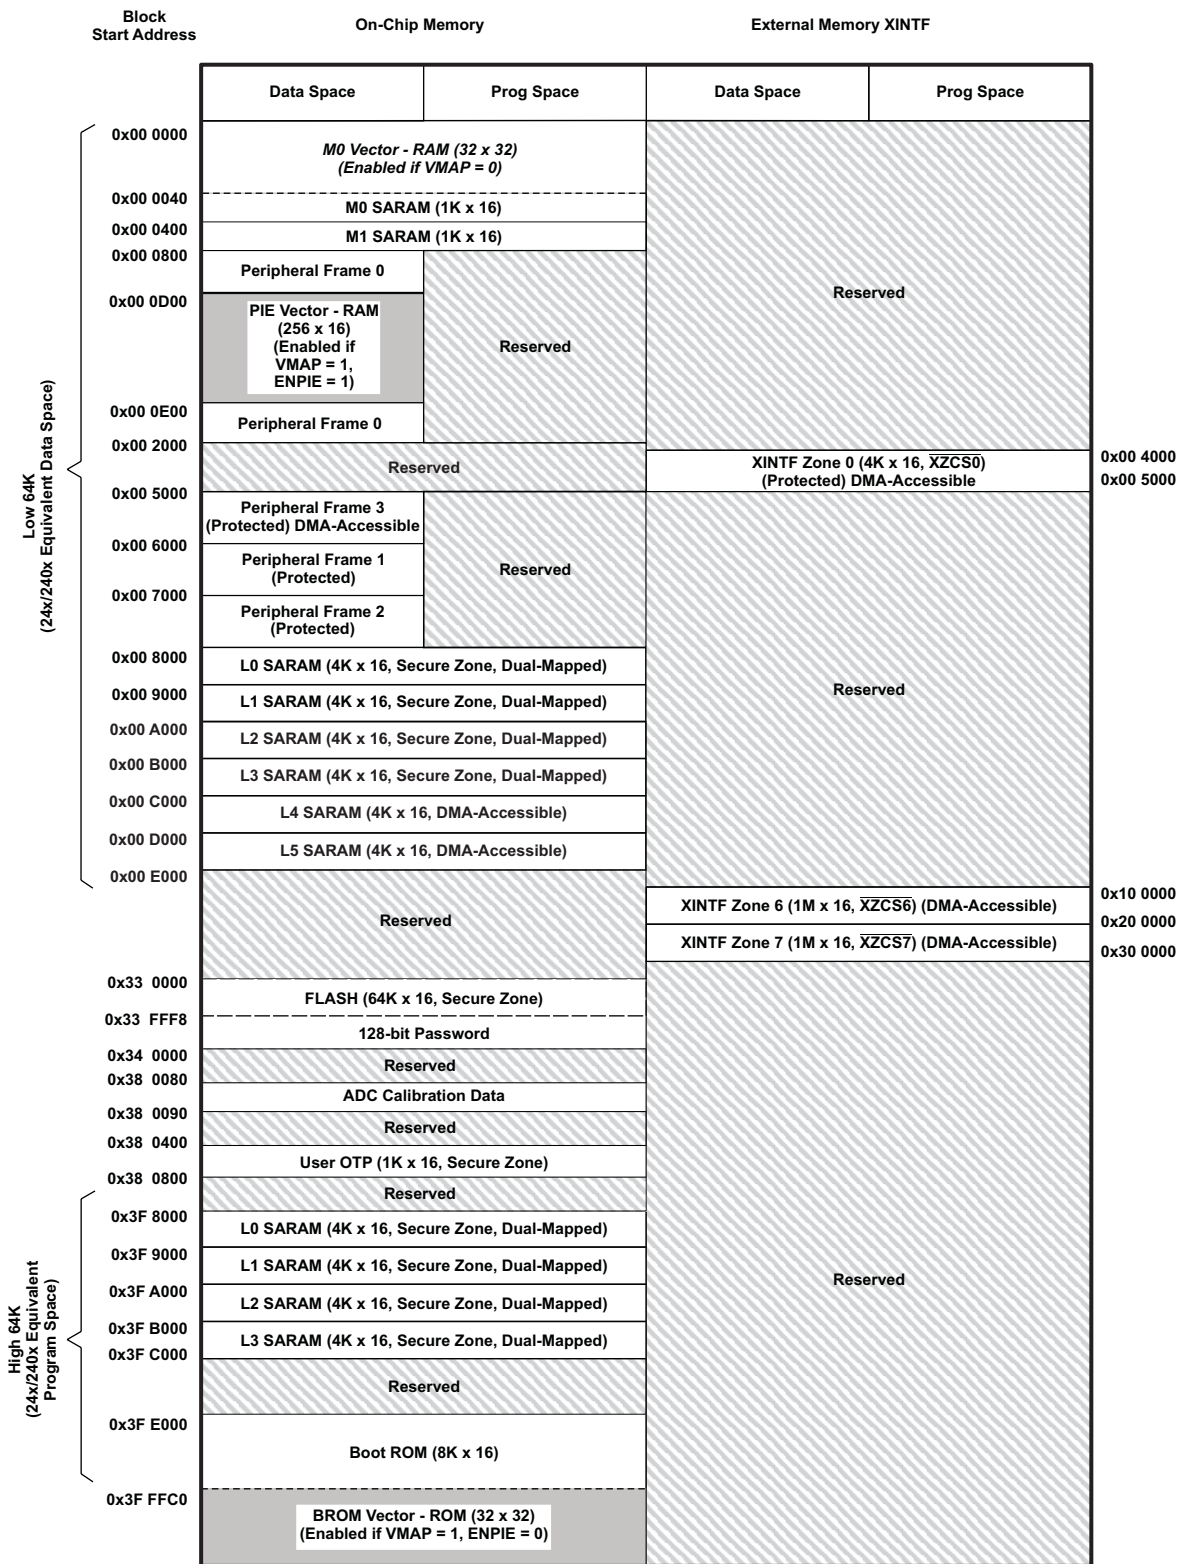 Block
Start Address
On-Chip Memory
External Memory XINTF
Data Space
Prog Space
Data Space
Prog Space
0x00 0000
M0 Vector - RAM (32 x 32)
(Enabled if VMAP = 0)
0x00 0040
M0 SARAM (1K x 16)
0x00 0400
M1 SARAM (1K x 16)
0x00 0800
Peripheral Frame 0
Reserved
0x00 0D00
PIE Vector - RAM
(256 x 16)
(Enabled if
VMAP = 1,
ENPIE = 1)
Reserved
0x00 0E00
Peripheral Frame 0
0x00 2000
Reserved
XINTF Zone 0 (4K x 16, XZCS0)
(Protected) DMA-Accessible
0x00 4000
0x00 5000
Low 64K
(24x/240x Equivalent Data Space)
0x00 5000
Peripheral Frame 3
(Protected) DMA-Accessible
0x00 6000
Peripheral Frame 1
(Protected)
Reserved
0x00 7000
Peripheral Frame 2
(Protected)
0x00 8000
L0 SARAM (4K x 16, Secure Zone, Dual-Mapped)
0x00 9000
L1 SARAM (4K x 16, Secure Zone, Dual-Mapped)
Reserved
0x00 A000
L2 SARAM (4K x 16, Secure Zone, Dual-Mapped)
0x00 B000
L3 SARAM (4K x 16, Secure Zone, Dual-Mapped)
0x00 C000
L4 SARAM (4K x 16, DMA-Accessible)
0x00 D000
L5 SARAM (4K x 16, DMA-Accessible)
0x00 E000
Reserved
XINTF Zone 6 (1M x 16, XZCS6) (DMA-Accessible)
0x10 0000
0x20 0000
XINTF Zone 7 (1M x 16, XZCS7) (DMA-Accessible)
0x30 0000
0x33 0000
FLASH (64K x 16, Secure Zone)
0x33 FFF8
128-bit Password
0x34 0000
Reserved
0x38 0080
ADC Calibration Data
0x38 0090
Reserved
0x38 0400
User OTP (1K x 16, Secure Zone)
0x38 0800
Reserved
0x3F 8000
L0 SARAM (4K x 16, Secure Zone, Dual-Mapped)
0x3F 9000
L1 SARAM (4K x 16, Secure Zone, Dual-Mapped)
Reserved
0x3F A000
L2 SARAM (4K x 16, Secure Zone, Dual-Mapped)
0x3F B000
L3 SARAM (4K x 16, Secure Zone, Dual-Mapped)
0x3F C000
High 64K
(24x/240x Equivalent
Program Space)
Reserved
0x3F E000
Boot ROM (8K x 16)
0x3F FFC0
BROM Vector - ROM (32 x 32)
(Enabled if VMAP = 1, ENPIE = 0)